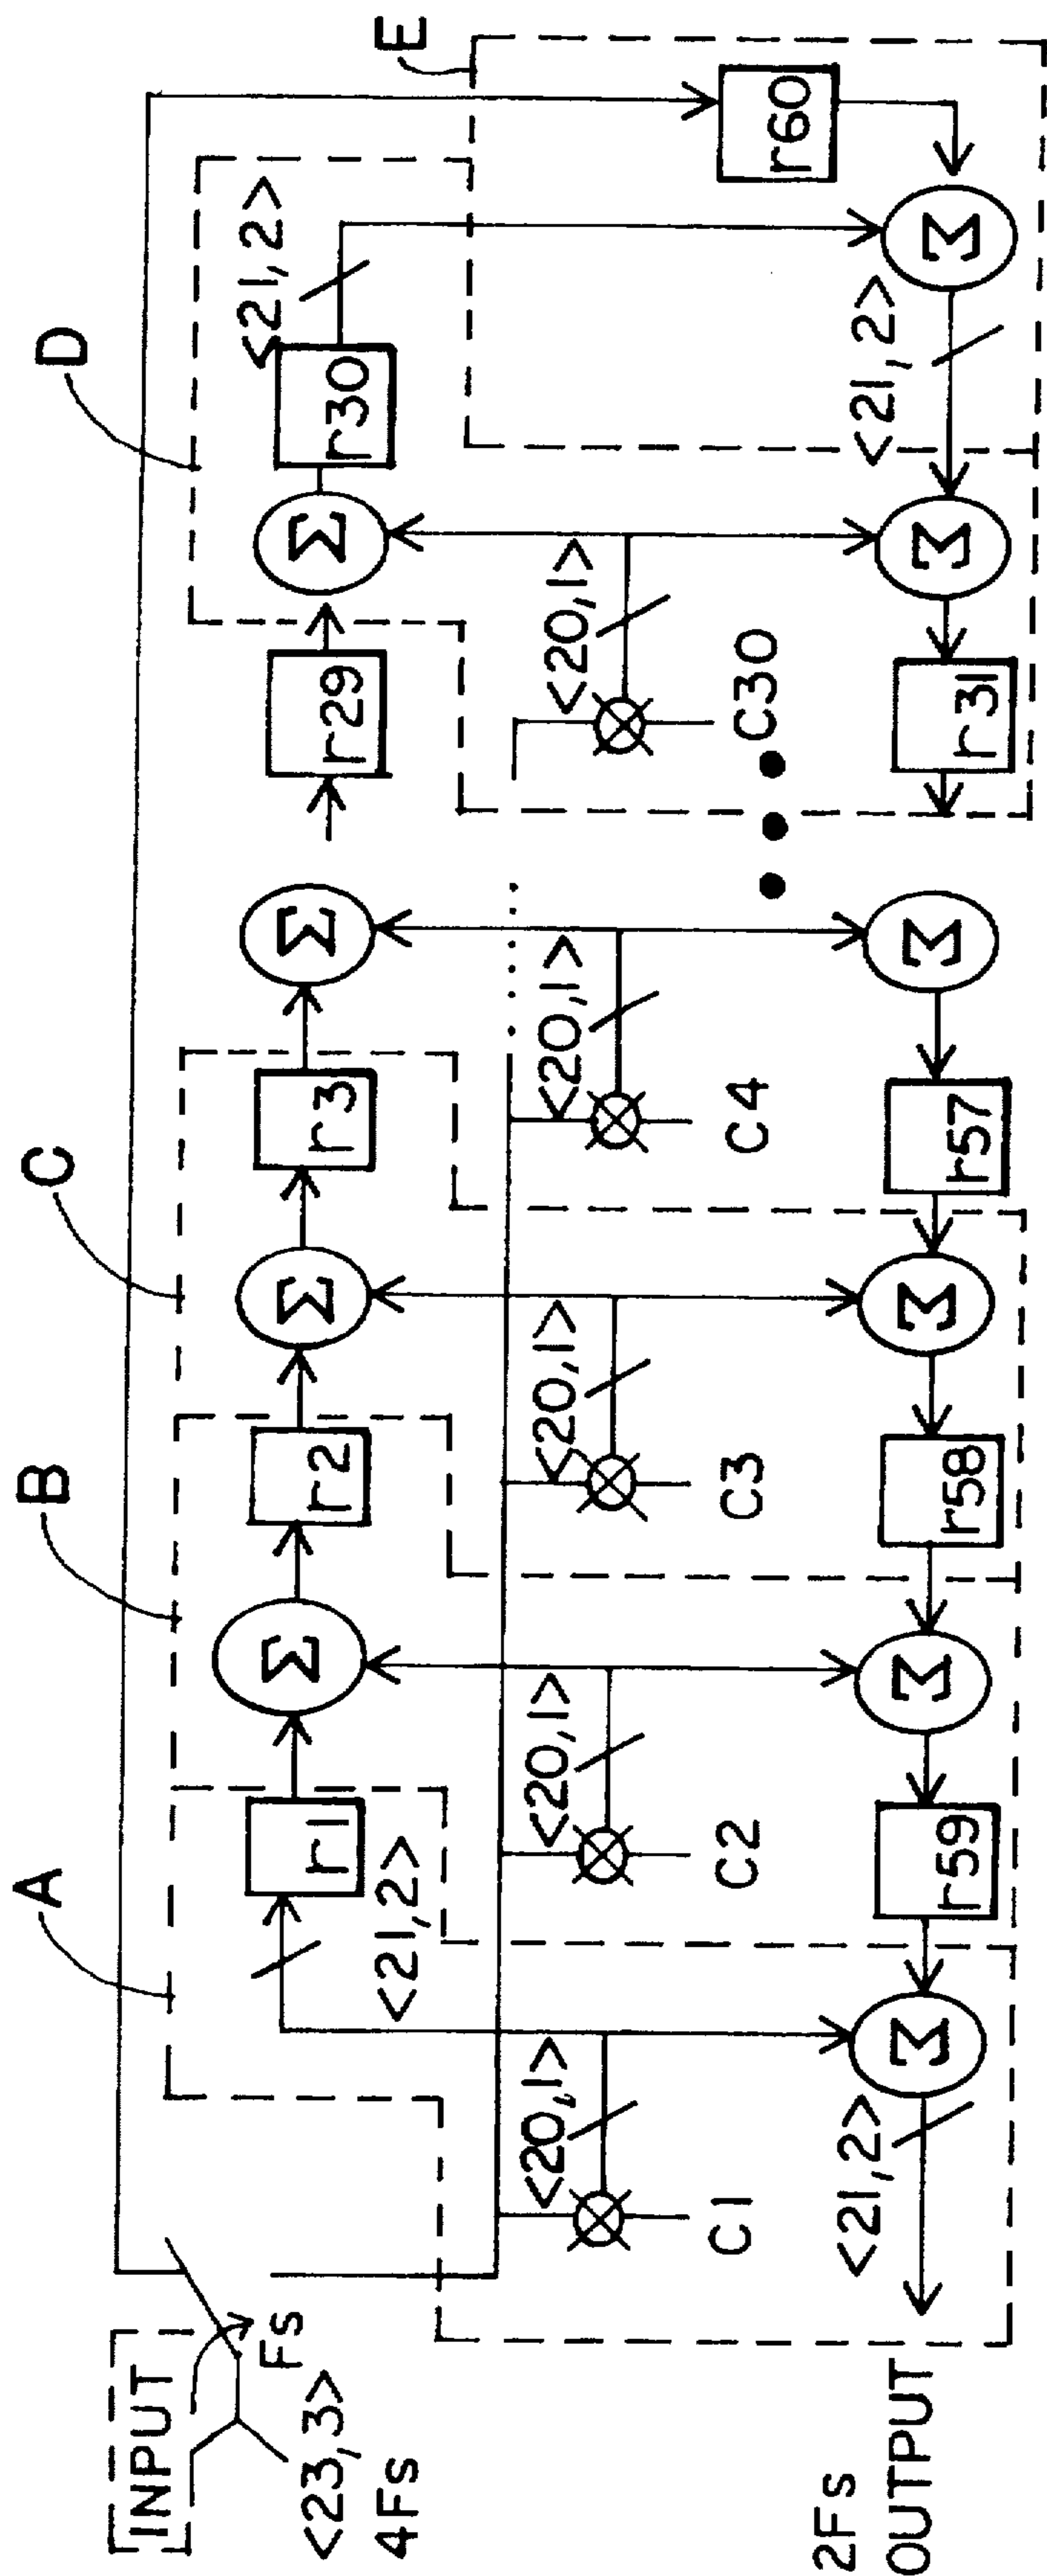 A
B
C
D
E
INPUT
Fs
<23,3>
4Fs
r1
Σ
r2
Σ
r3
Σ
r29
Σ
r30
<21,2>
<21,2>
<20,1>
<20,1>
<20,1>
<20,1>
<20,1>
C1
C2
C3
C4
C30
r60
<21,2>
Σ
r59
Σ
r58
Σ
r57
Σ
r31
Σ
<21,2>
Σ
2Fs
OUTPUT